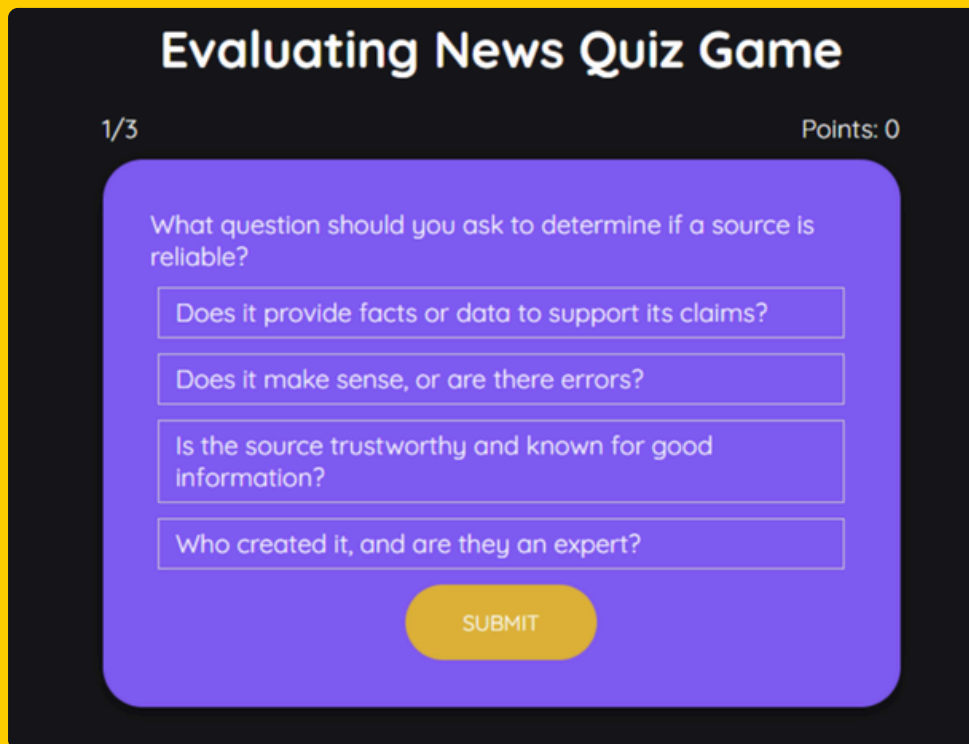 Evaluating News Quiz Game
1/3
Points: 0
What question should you ask to determine if a source is
reliable?
Does it provide facts or data to support its claims?
Does it make sense, or are there errors?
Is the source trustworthy and known for good
information?
Who created it, and are they an expert?
SUBMIT